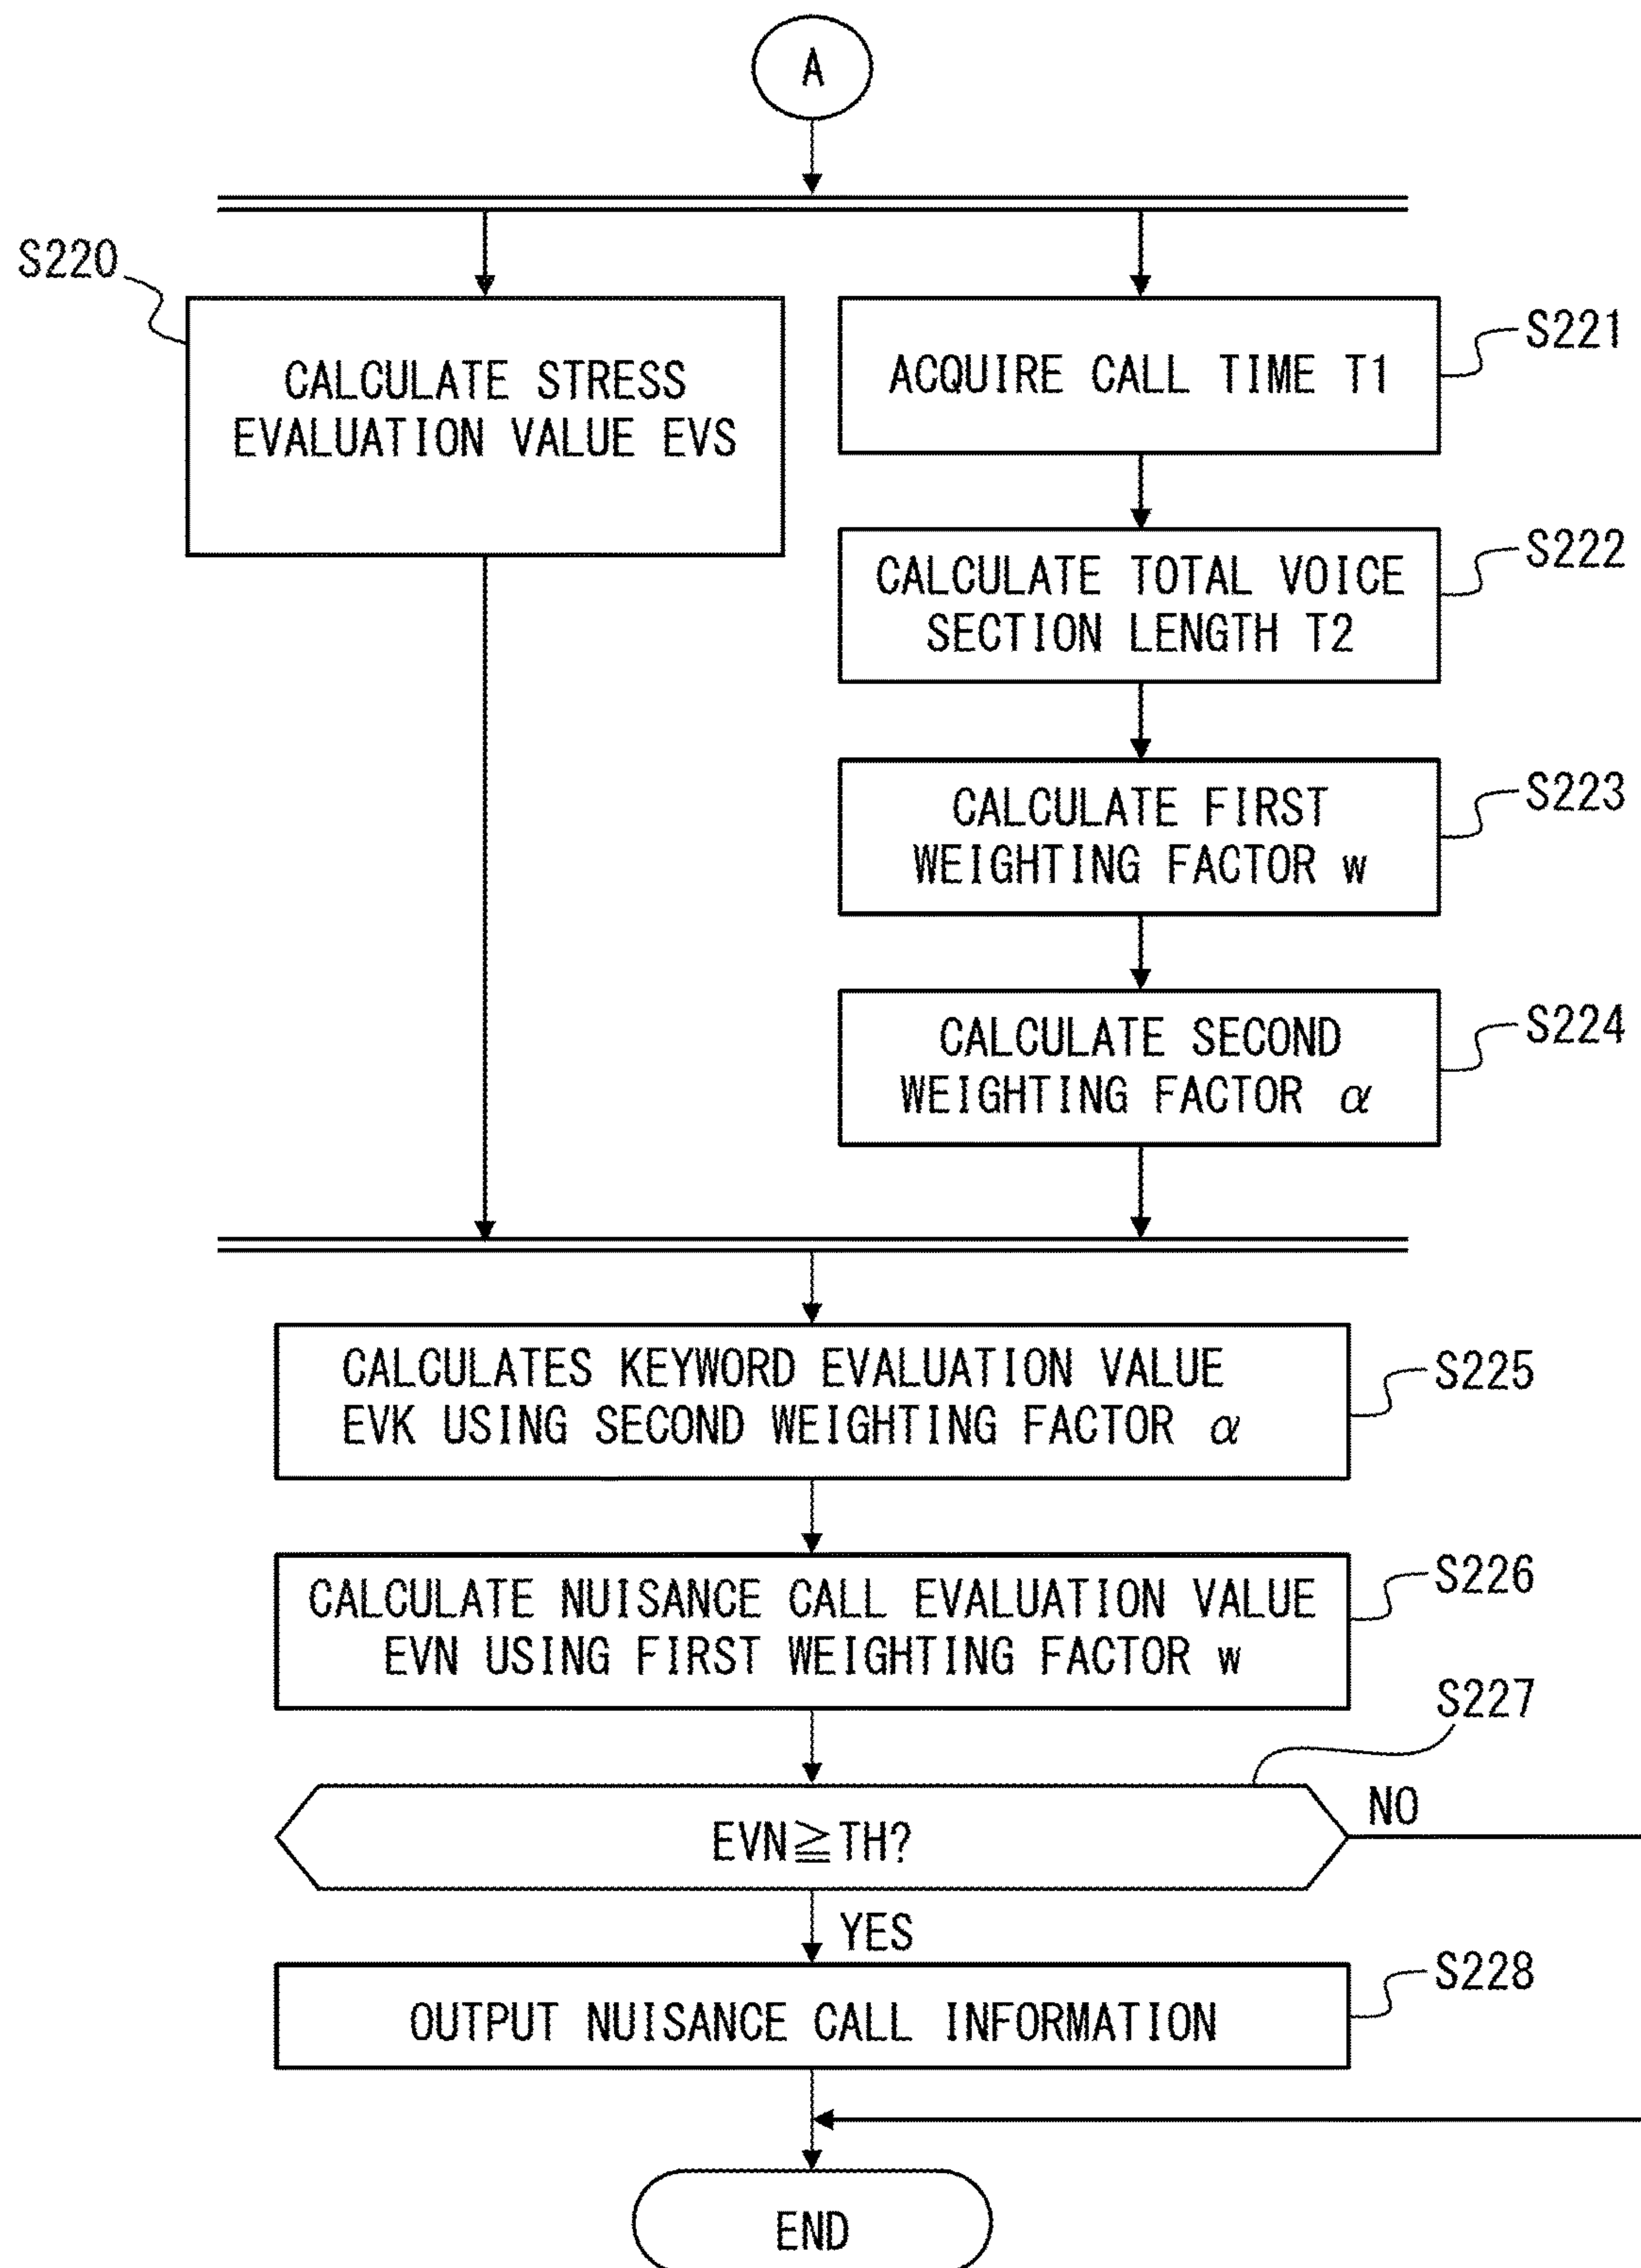 A
S220
CALCULATE STRESS
EVALUATION VALUE EVS
S221
ACQUIRE CALL TIME T1
S222
CALCULATE TOTAL VOICE
SECTION LENGTH T2
S223
CALCULATE FIRST
WEIGHTING FACTOR w
S224
CALCULATE SECOND
WEIGHTING FACTOR α
S225
CALCULATES KEYWORD EVALUATION VALUE
EVK USING SECOND WEIGHTING FACTOR α
S226
CALCULATE NUISANCE CALL EVALUATION VALUE
EVN USING FIRST WEIGHTING FACTOR w
S227
EVN≧TH?
NO
YES
S228
OUTPUT NUISANCE CALL INFORMATION
END